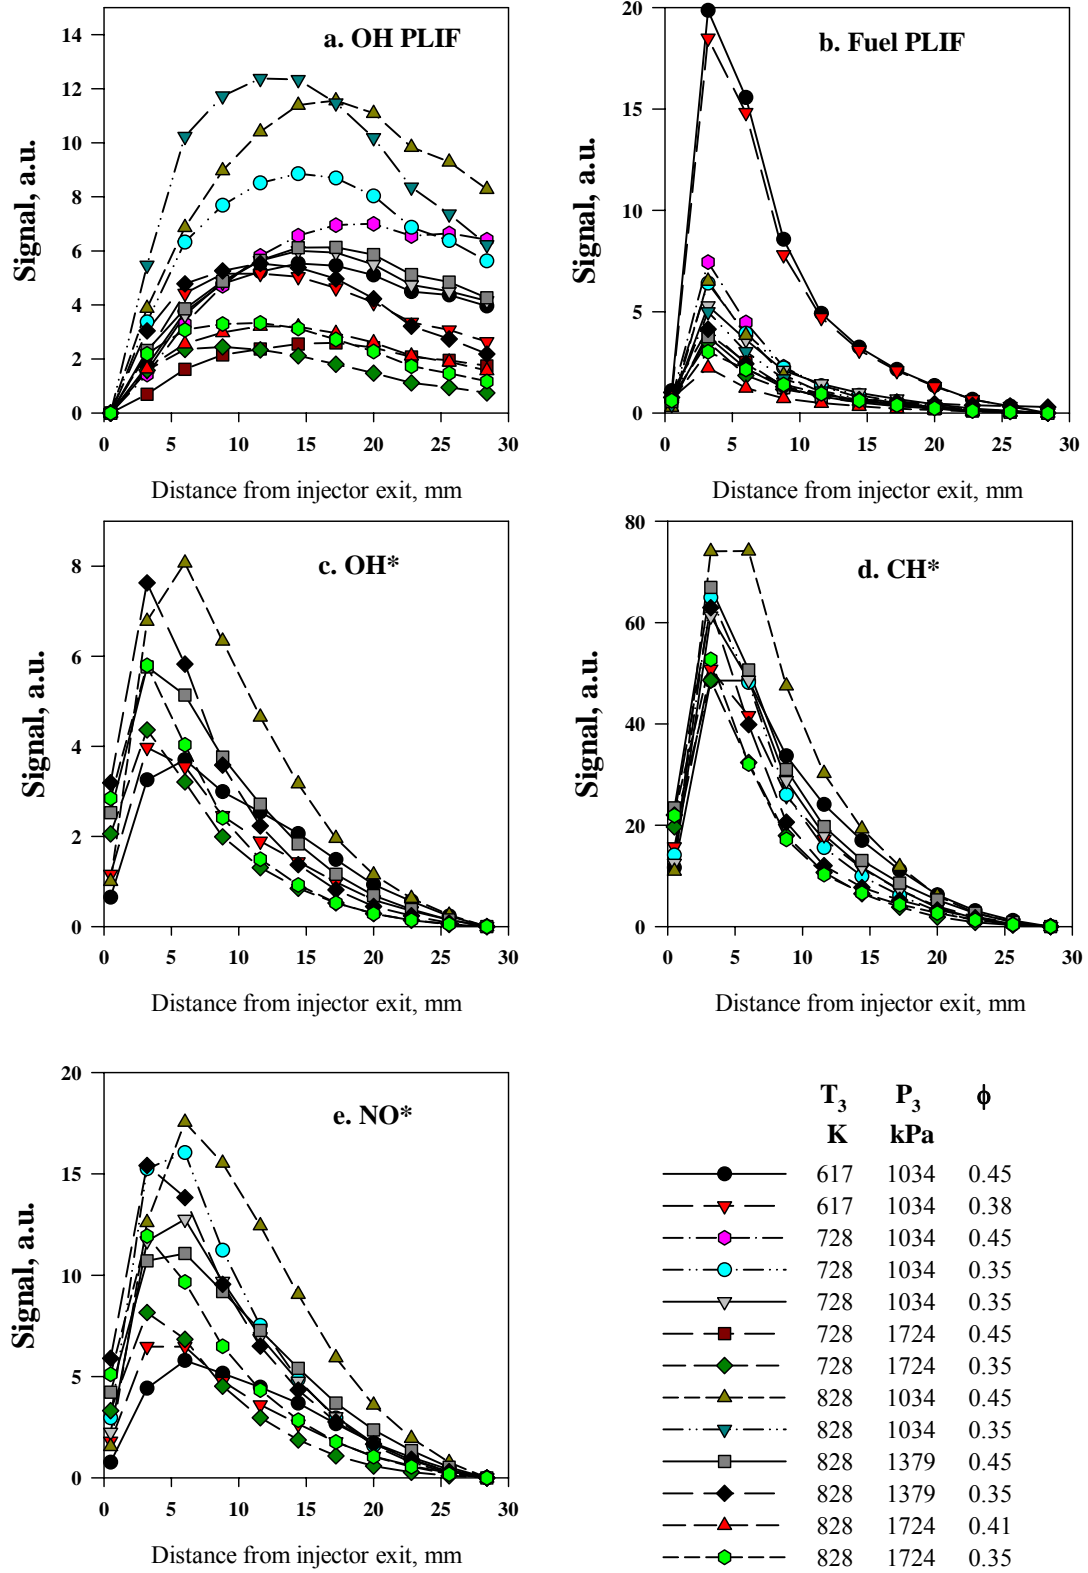 a. OH PLIF
Signal, a.u.
14
12
10
8
6
4
2
0
0 5 10 15 20 25 30
Distance from injector exit, mm
b. Fuel PLIF
Signal, a.u.
20
15
10
5
0
0 5 10 15 20 25 30
Distance from injector exit, mm
c. OH*
Signal, a.u.
8
6
4
2
0
0 5 10 15 20 25 30
Distance from injector exit, mm
d. CH*
Signal, a.u.
80
60
40
20
0
0 5 10 15 20 25 30
Distance from injector exit, mm
e. NO*
Signal, a.u.
20
15
10
5
0
0 5 10 15 20 25 30
Distance from injector exit, mm
T3 P3 ϕ
K kPa
617 1034 0.45
617 1034 0.38
728 1034 0.45
728 1034 0.35
728 1034 0.35
728 1724 0.45
728 1724 0.35
828 1034 0.45
828 1034 0.35
828 1379 0.45
828 1379 0.35
828 1724 0.41
828 1724 0.35